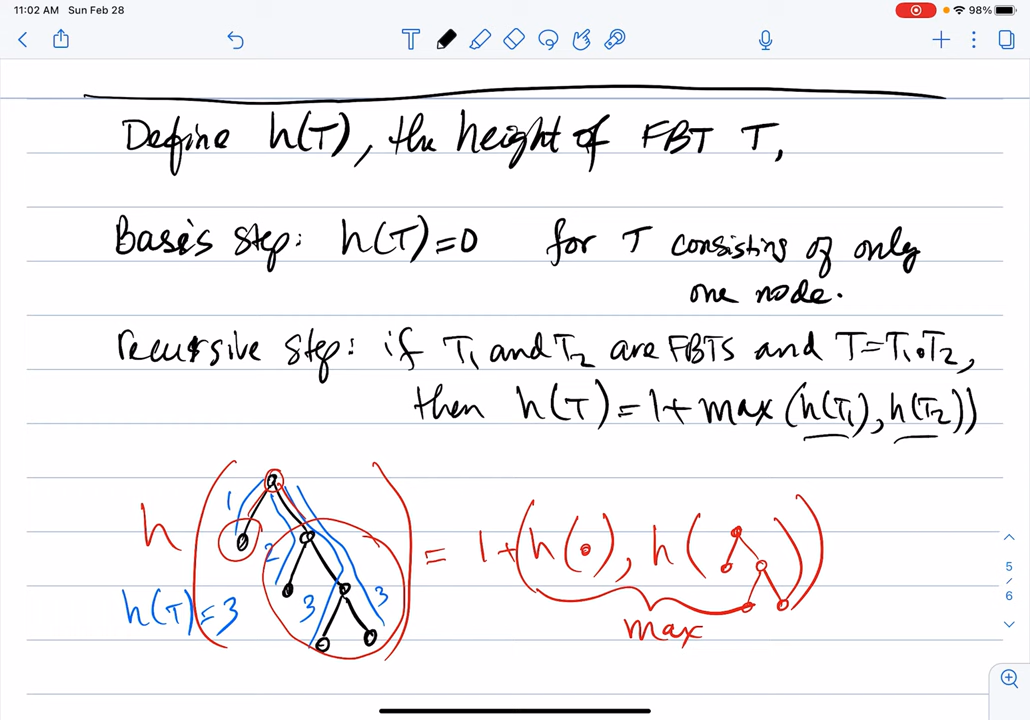 11:02 AM Sun Feb 28
98%
T
Define h(T), the height of FBT T,
Basis step: h(T)=0 for T consisting of only
one node.
recursive step: if T1 and T2 are FBTs and T=T1•T2,
then h(T)=1+max(h(T1),h(T2))
a
1
h ( ) = 1+(h( ), h( ))
2
h(T)=3
3
3
max
5
/
6